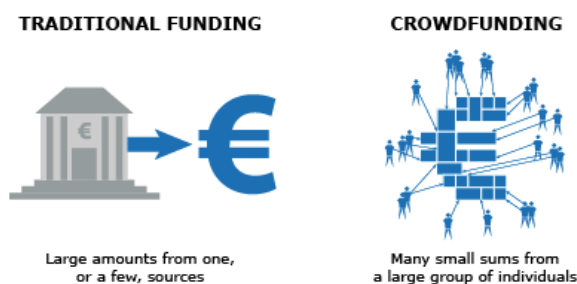 TRADITIONAL FUNDING
€
€
Large amounts from one,
or a few, sources
CROWDFUNDING
Many small sums from
a large group of individuals